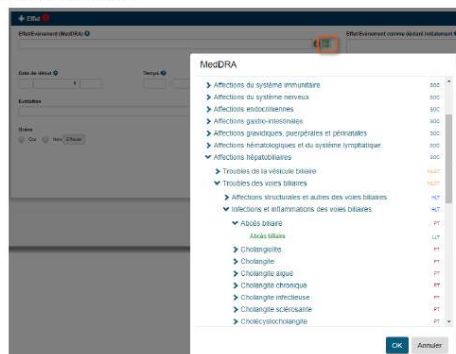 Effet
Effet/Evènement (MedDRA)
Effet/Evènement comme déclaré initialement
Date de début
Temps
Evolution
Grave
Oui Non Effacer
MedDRA
Affections du système immunitaire SOC
Affections du système nerveux SOC
Affections endocriniennes SOC
Affections gastro-intestinales SOC
Affections gravidiques, puerpérales et périnatales SOC
Affections hématologiques et du système lymphatique SOC
Affections hépatobiliaires SOC
Troubles de la vésicule biliaire HLGT
Troubles des voies biliaires HLGT
Affections structurales et autres des voies biliaires HLT
Infections et inflammations des voies biliaires HLT
Abcès biliaire PT
Abcès biliaire LLT
Cholangiolite PT
Cholangite PT
Cholangite aiguë PT
Cholangite chronique PT
Cholangite infectieuse PT
Cholangite sclérosante PT
Cholécystocholangite PT
OK Annuler